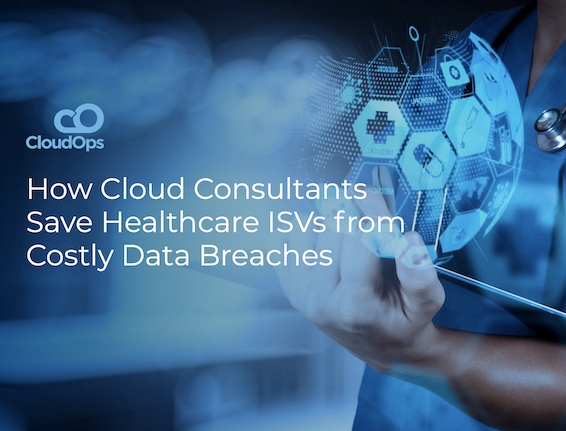 CloudOps
How Cloud Consultants
Save Healthcare ISVs from
Costly Data Breaches